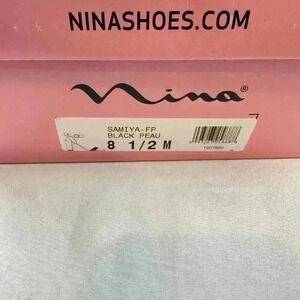 NINASHOES.COM
Nina®
SAMIYA-FP
BLACK PEAU
8 1/2 M